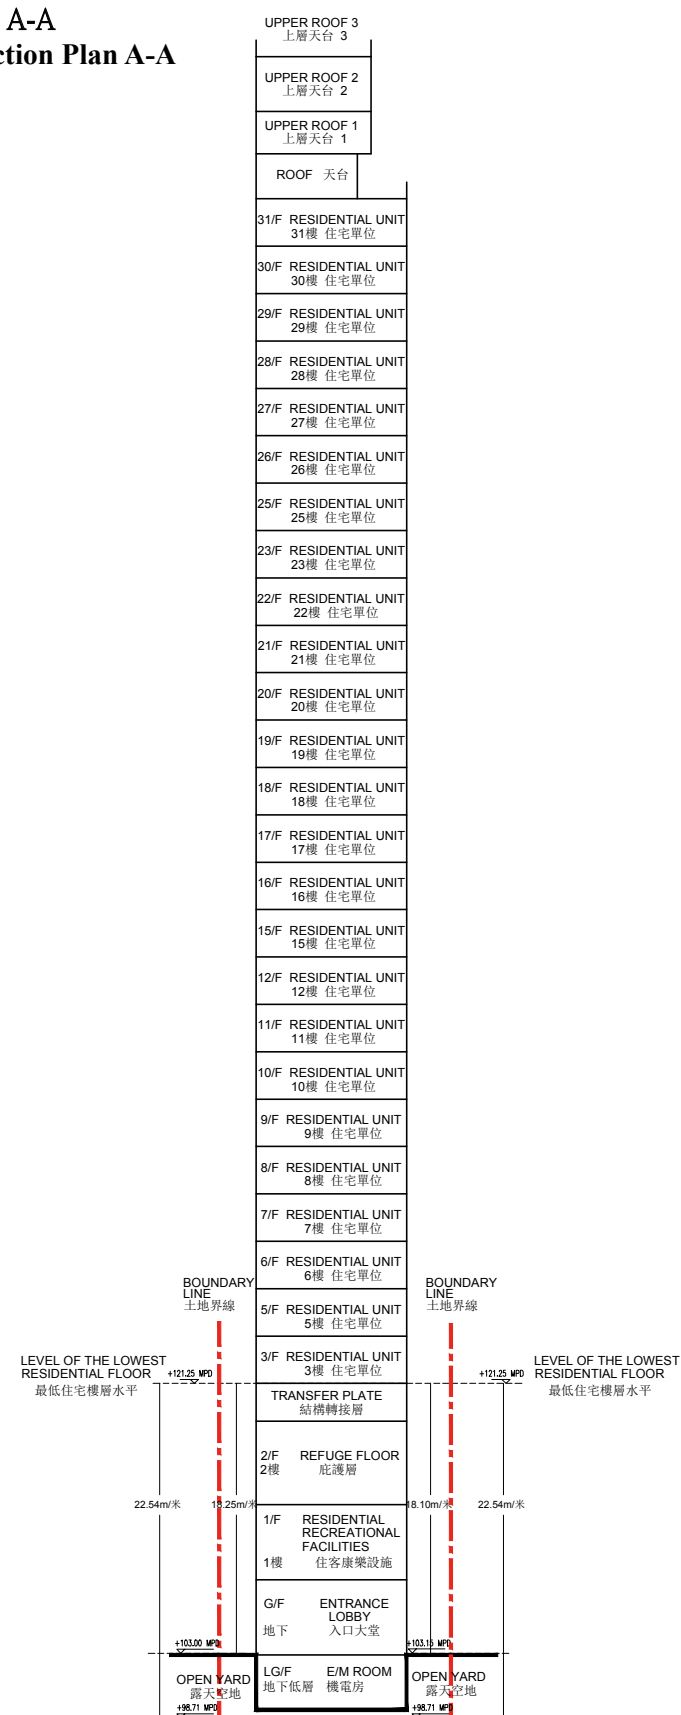 A-A
ction Plan A-A
UPPER ROOF 3
上層天台 3
UPPER ROOF 2
上層天台 2
UPPER ROOF 1
上層天台 1
ROOF 天台
31/F RESIDENTIAL UNIT
31樓 住宅單位
30/F RESIDENTIAL UNIT
30樓 住宅單位
29/F RESIDENTIAL UNIT
29樓 住宅單位
28/F RESIDENTIAL UNIT
28樓 住宅單位
27/F RESIDENTIAL UNIT
27樓 住宅單位
26/F RESIDENTIAL UNIT
26樓 住宅單位
25/F RESIDENTIAL UNIT
25樓 住宅單位
23/F RESIDENTIAL UNIT
23樓 住宅單位
22/F RESIDENTIAL UNIT
22樓 住宅單位
21/F RESIDENTIAL UNIT
21樓 住宅單位
20/F RESIDENTIAL UNIT
20樓 住宅單位
19/F RESIDENTIAL UNIT
19樓 住宅單位
18/F RESIDENTIAL UNIT
18樓 住宅單位
17/F RESIDENTIAL UNIT
17樓 住宅單位
16/F RESIDENTIAL UNIT
16樓 住宅單位
15/F RESIDENTIAL UNIT
15樓 住宅單位
12/F RESIDENTIAL UNIT
12樓 住宅單位
11/F RESIDENTIAL UNIT
11樓 住宅單位
10/F RESIDENTIAL UNIT
10樓 住宅單位
9/F RESIDENTIAL UNIT
9樓 住宅單位
8/F RESIDENTIAL UNIT
8樓 住宅單位
7/F RESIDENTIAL UNIT
7樓 住宅單位
6/F RESIDENTIAL UNIT
6樓 住宅單位
BOUNDARY
LINE
土地界線
BOUNDARY
LINE
土地界線
5/F RESIDENTIAL UNIT
5樓 住宅單位
3/F RESIDENTIAL UNIT
3樓 住宅單位
LEVEL OF THE LOWEST
RESIDENTIAL FLOOR
最低住宅樓層水平
+121.25 MPD
+121.25 MPD
LEVEL OF THE LOWEST
RESIDENTIAL FLOOR
最低住宅樓層水平
TRANSFER PLATE
結構轉接層
2/F REFUGE FLOOR
2樓 庇護層
22.54m/米
18.25m/米
18.10m/米
22.54m/米
1/F RESIDENTIAL
RECREATIONAL
FACILITIES
1樓 住客康樂設施
G/F ENTRANCE
LOBBY
地下 入口大堂
+103.00 MPD
+103.15 MPD
OPEN YARD
露天空地
LG/F E/M ROOM
地下低層 機電房
OPEN YARD
露天空地
+98.71 MPD
+98.71 MPD